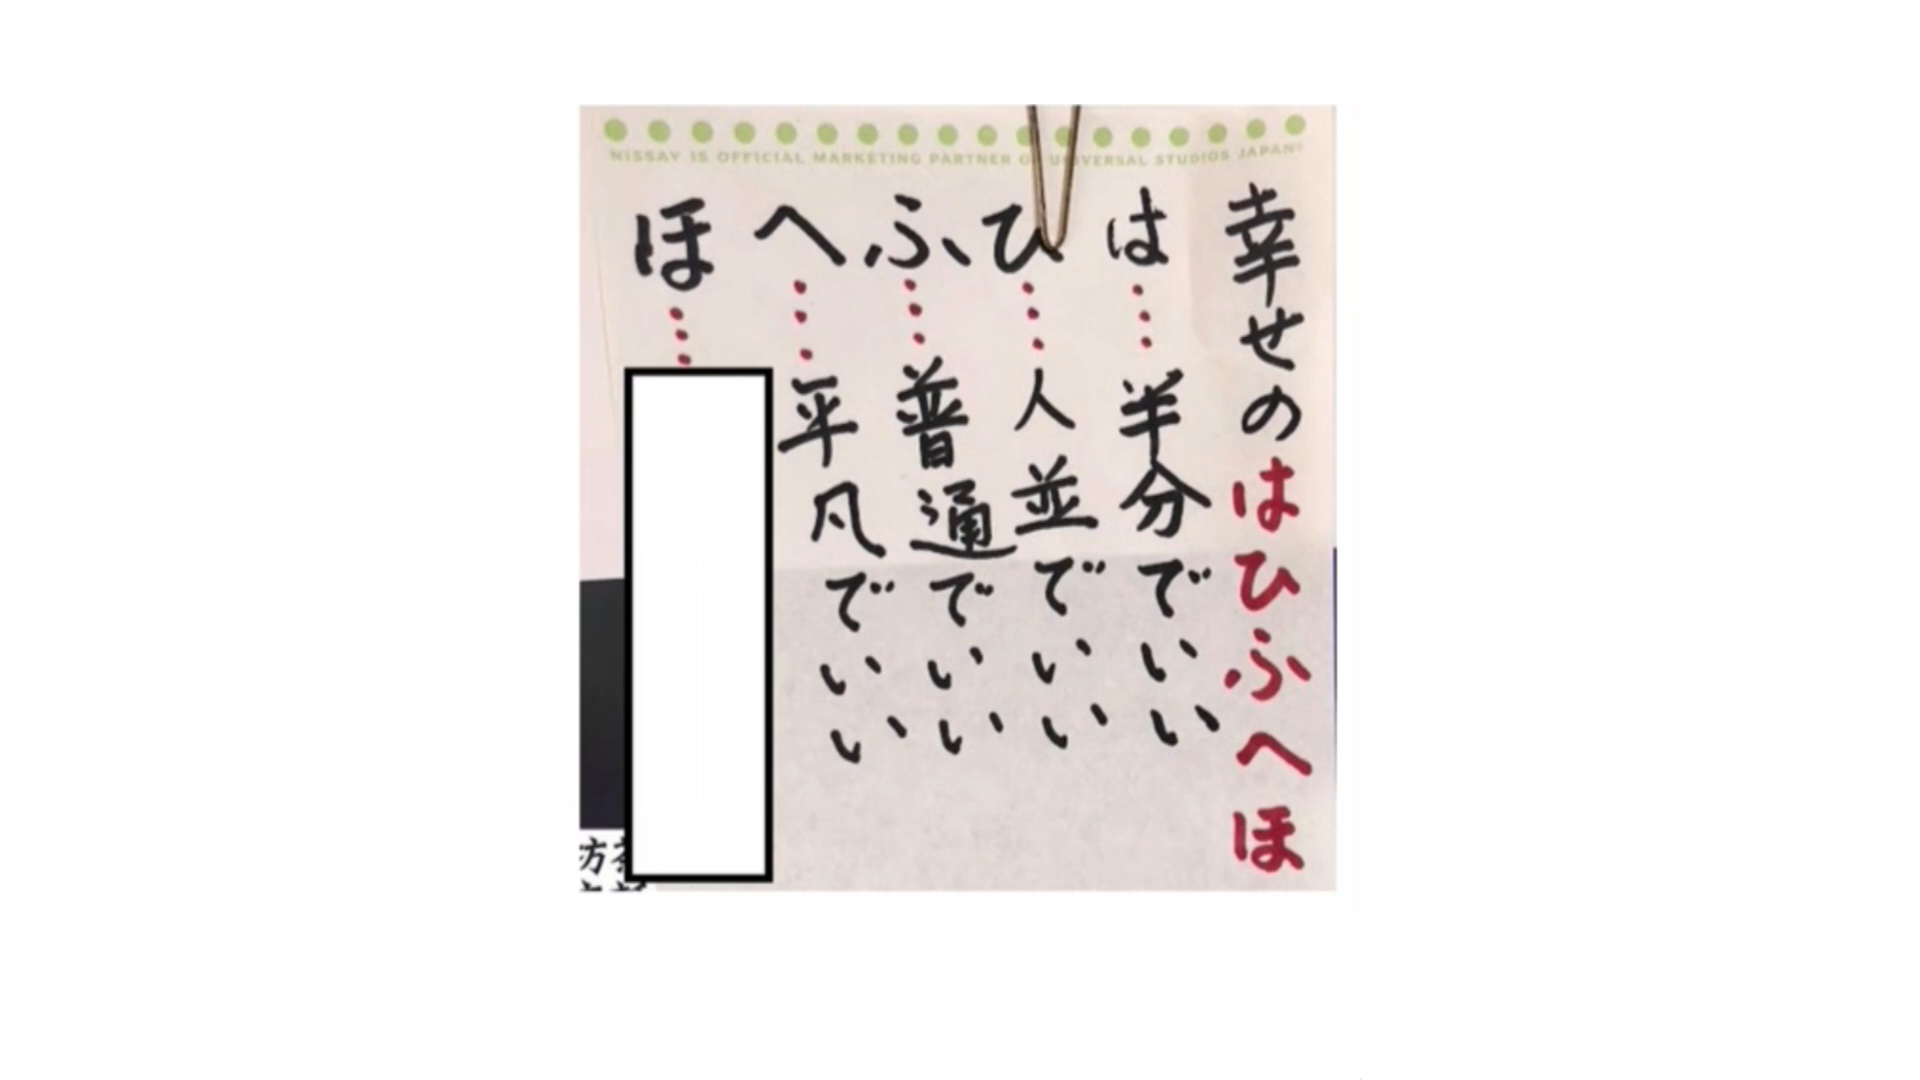 NISSAY IS OFFICIAL MARKETING PARTNER OF UNIVERSAL STUDIOS JAPAN®
幸せのはひふへほ
は…半分でいい
ひ…人並でいい
ふ…普通でいい
へ…平凡でいい
ほ…